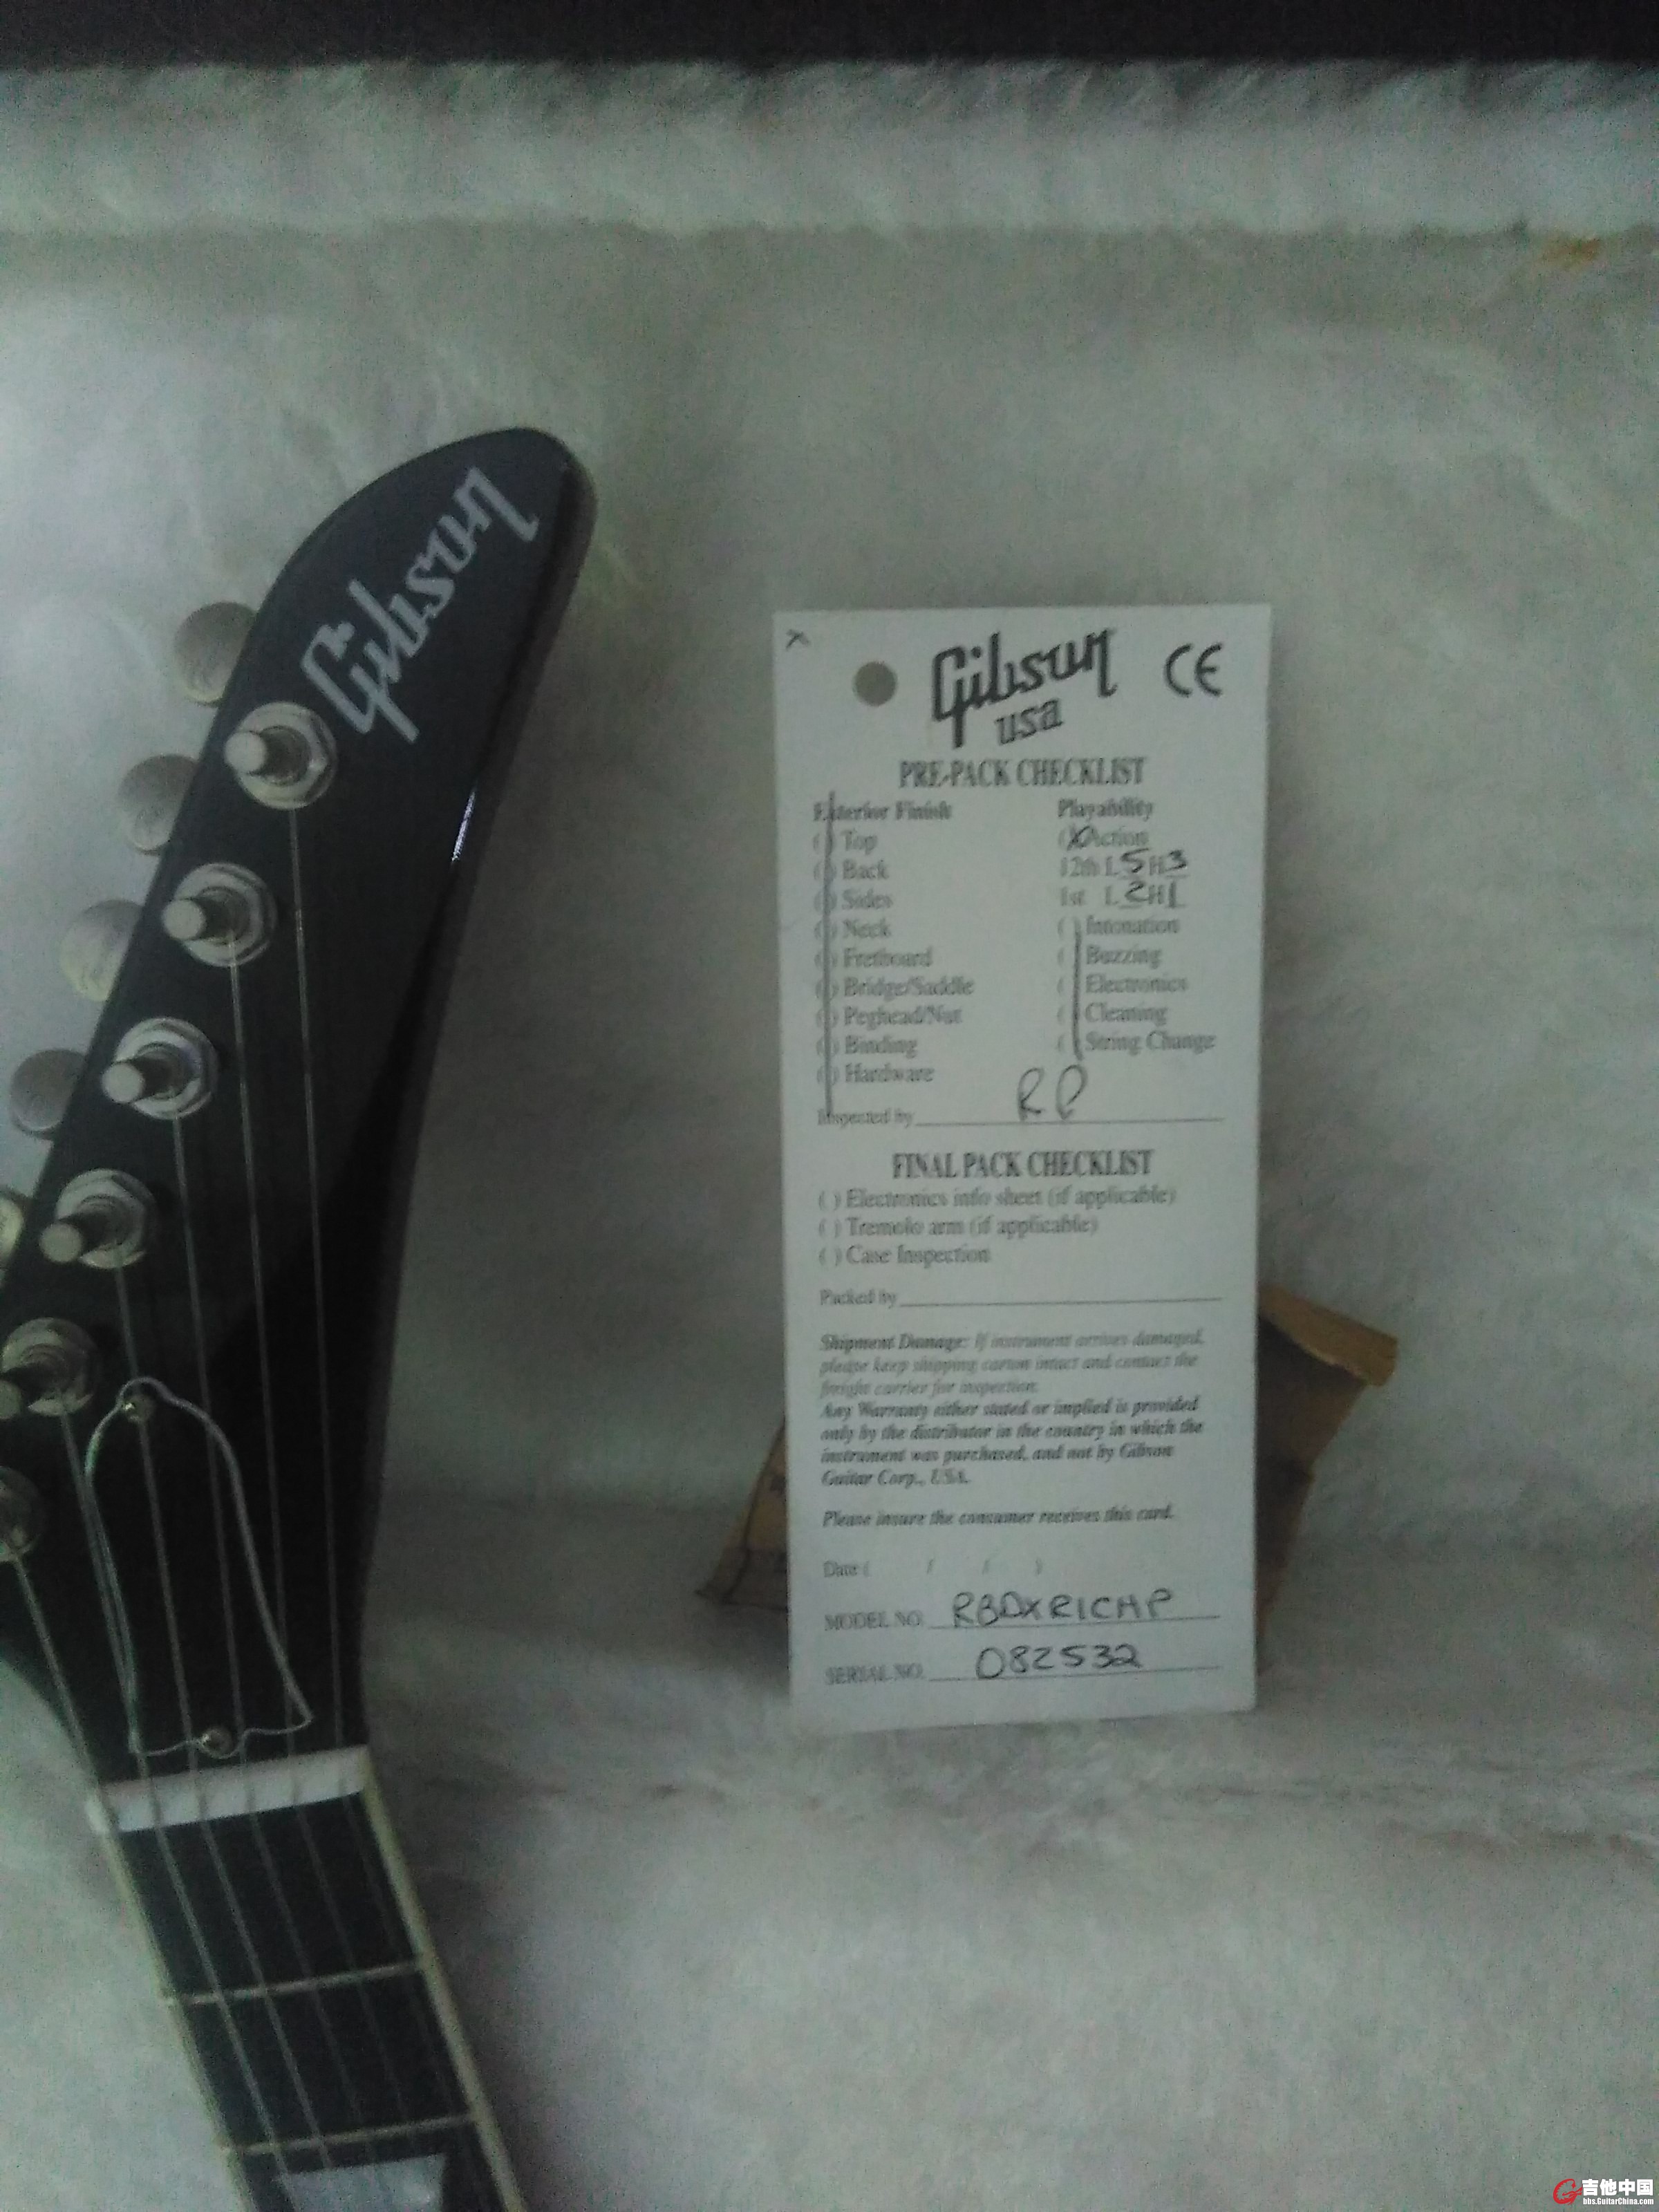 Gibson
Gibson
usa
CE
PRE-PACK CHECKLIST
Exterior Finish
( ) Top
( ) Back
( ) Sides
( ) Neck
( ) Fretboard
( ) Bridge/Saddle
( ) Peghead/Nut
( ) Binding
( ) Hardware
Playability
(X) Action
12th L 5 H 3
1st L 2 H 1
( ) Intonation
( ) Buzzing
( ) Electronics
( ) Cleaning
( ) String Change
Inspected by RP
FINAL PACK CHECKLIST
( ) Electronics info sheet (if applicable)
( ) Tremolo arm (if applicable)
( ) Case Inspection
Packed by
Shipment Damage: If instrument arrives damaged,
please keep shipping carton intact and contact the
freight carrier for inspection.
Any Warranty either stated or implied is provided
only by the distributor in the country in which the
instrument was purchased, and not by Gibson
Guitar Corp., USA.
Please insure the consumer receives this card.
Date ( / / )
MODEL NO. RBDXR1CHP
SERIAL NO. 082532
吉他中国
bbs.GuitarChina.com